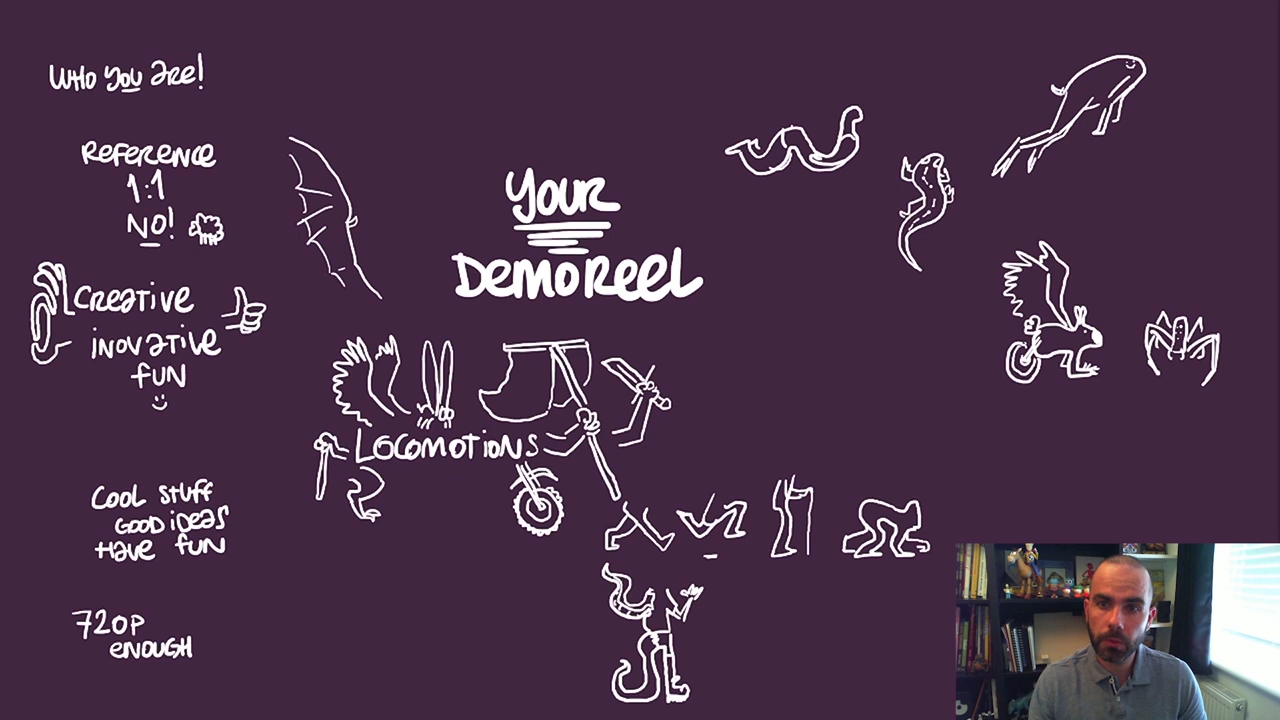 WHO YOU are!
REFERENCE
1:1
NO!
Creative
inovative
fun
Cool stuff
Good ideas
Have fun
720p
enough
Your
Demoreel
Locomotions